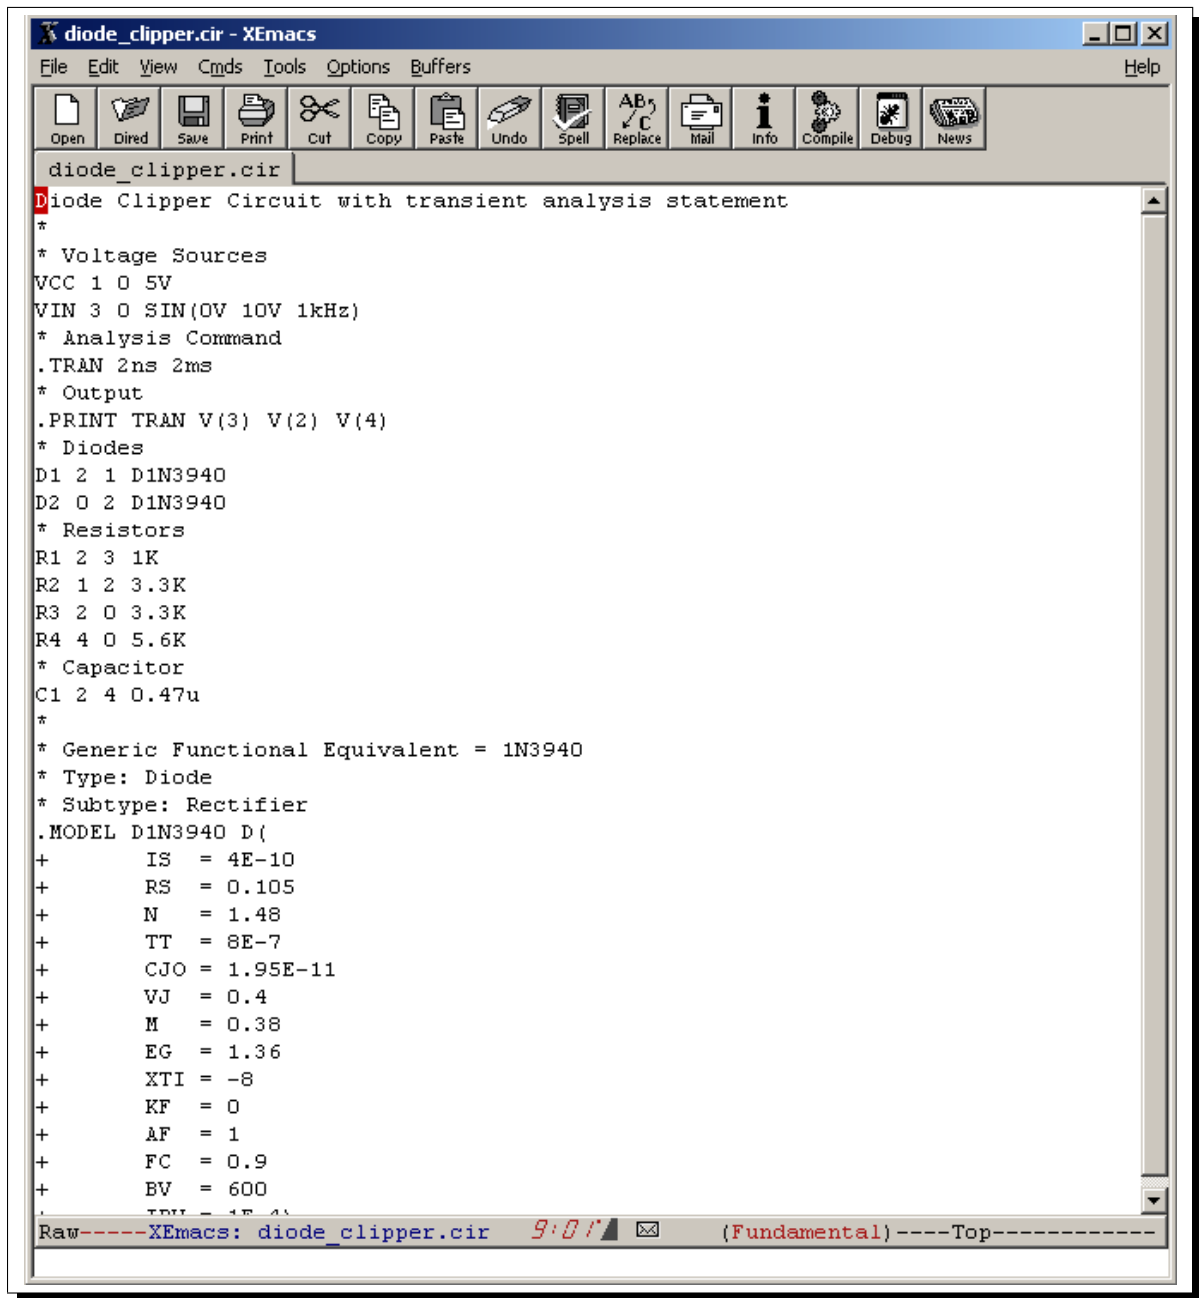 diode_clipper.cir - XEmacs
File Edit View Cmds Tools Options Buffers Help
Open Dired Save Print Cut Copy Paste Undo Spell Replace Mail Info Compile Debug News
diode_clipper.cir
Diode Clipper Circuit with transient analysis statement
*
* Voltage Sources
VCC 1 0 5V
VIN 3 0 SIN(0V 10V 1kHz)
* Analysis Command
.TRAN 2ns 2ms
* Output
.PRINT TRAN V(3) V(2) V(4)
* Diodes
D1 2 1 D1N3940
D2 0 2 D1N3940
* Resistors
R1 2 3 1K
R2 1 2 3.3K
R3 2 0 3.3K
R4 4 0 5.6K
* Capacitor
C1 2 4 0.47u
*
* Generic Functional Equivalent = 1N3940
* Type: Diode
* Subtype: Rectifier
.MODEL D1N3940 D(
+ IS = 4E-10
+ RS = 0.105
+ N = 1.48
+ TT = 8E-7
+ CJO = 1.95E-11
+ VJ = 0.4
+ M = 0.38
+ EG = 1.36
+ XTI = -8
+ KF = 0
+ AF = 1
+ FC = 0.9
+ BV = 600
Raw-----XEmacs: diode_clipper.cir 9:01 (Fundamental)----Top------------